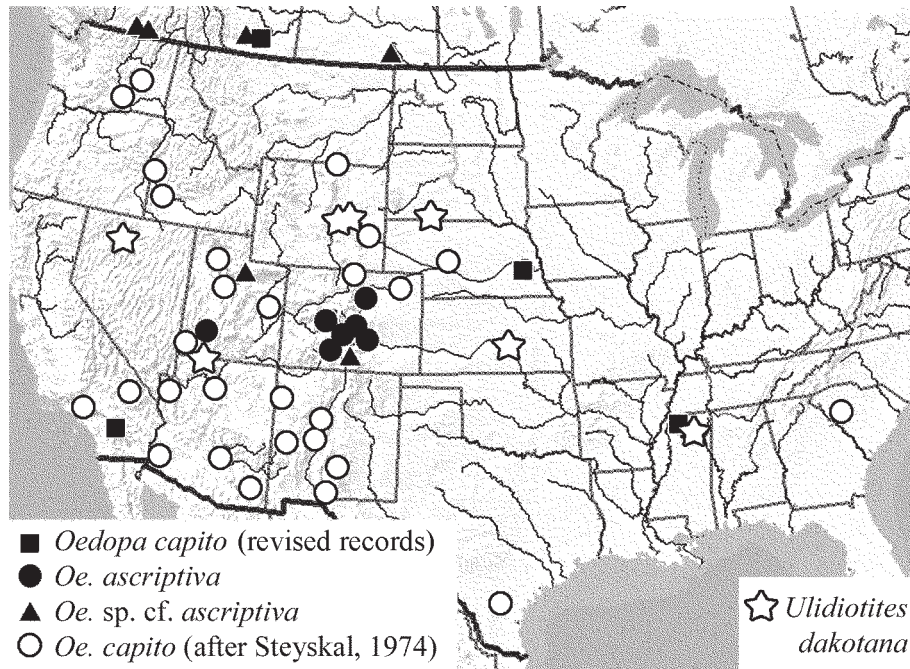 Oedopa capito (revised records)
Oe. ascriptiva
Oe. sp. cf. ascriptiva
Oe. capito (after Steyskal, 1974)
Ulidiotites
dakotana